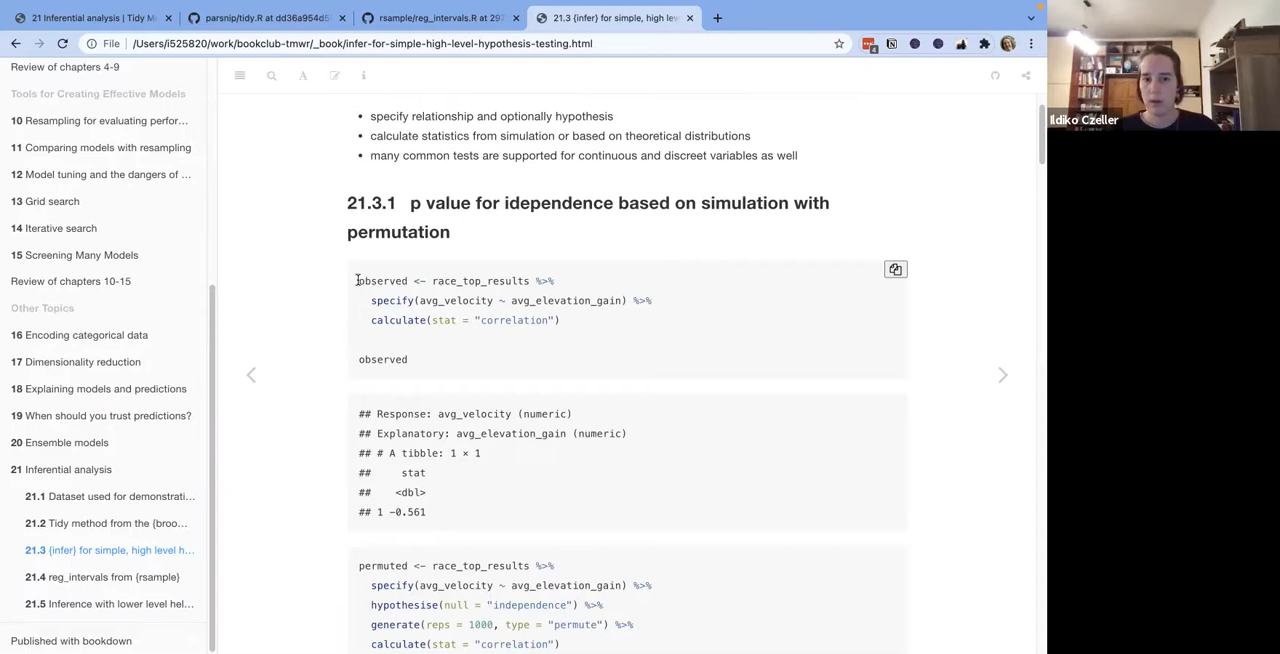 21 Inferential analysis | Tidy M
parsnip/tidy.R at dd36a954d5
rsample/reg_intervals.R at 297
21.3 {infer} for simple, high lev
File
/Users/i525820/work/bookclub-tmwr/_book/infer-for-simple-high-level-hypothesis-testing.html
4
Ildiko Czeller
Review of chapters 4-9
Tools for Creating Effective Models
10 Resampling for evaluating perfor...
11 Comparing models with resampling
12 Model tuning and the dangers of ...
13 Grid search
14 Iterative search
15 Screening Many Models
Review of chapters 10-15
Other Topics
16 Encoding categorical data
17 Dimensionality reduction
18 Explaining models and predictions
19 When should you trust predictions?
20 Ensemble models
21 Inferential analysis
21.1 Dataset used for demonstrati...
21.2 Tidy method from the {broo...
21.3 {infer} for simple, high level h...
21.4 reg_intervals from {rsample}
21.5 Inference with lower level hel...
Published with bookdown
A
i
• specify relationship and optionally hypothesis
• calculate statistics from simulation or based on theoretical distributions
• many common tests are supported for continuous and discreet variables as well
21.3.1 p value for idependence based on simulation with
permutation
observed <- race_top_results %>%
specify(avg_velocity ~ avg_elevation_gain) %>%
calculate(stat = "correlation")
observed
## Response: avg_velocity (numeric)
## Explanatory: avg_elevation_gain (numeric)
## # A tibble: 1 × 1
## stat
## <dbl>
## 1 -0.561
permuted <- race_top_results %>%
specify(avg_velocity ~ avg_elevation_gain) %>%
hypothesise(null = "independence") %>%
generate(reps = 1000, type = "permute") %>%
calculate(stat = "correlation")